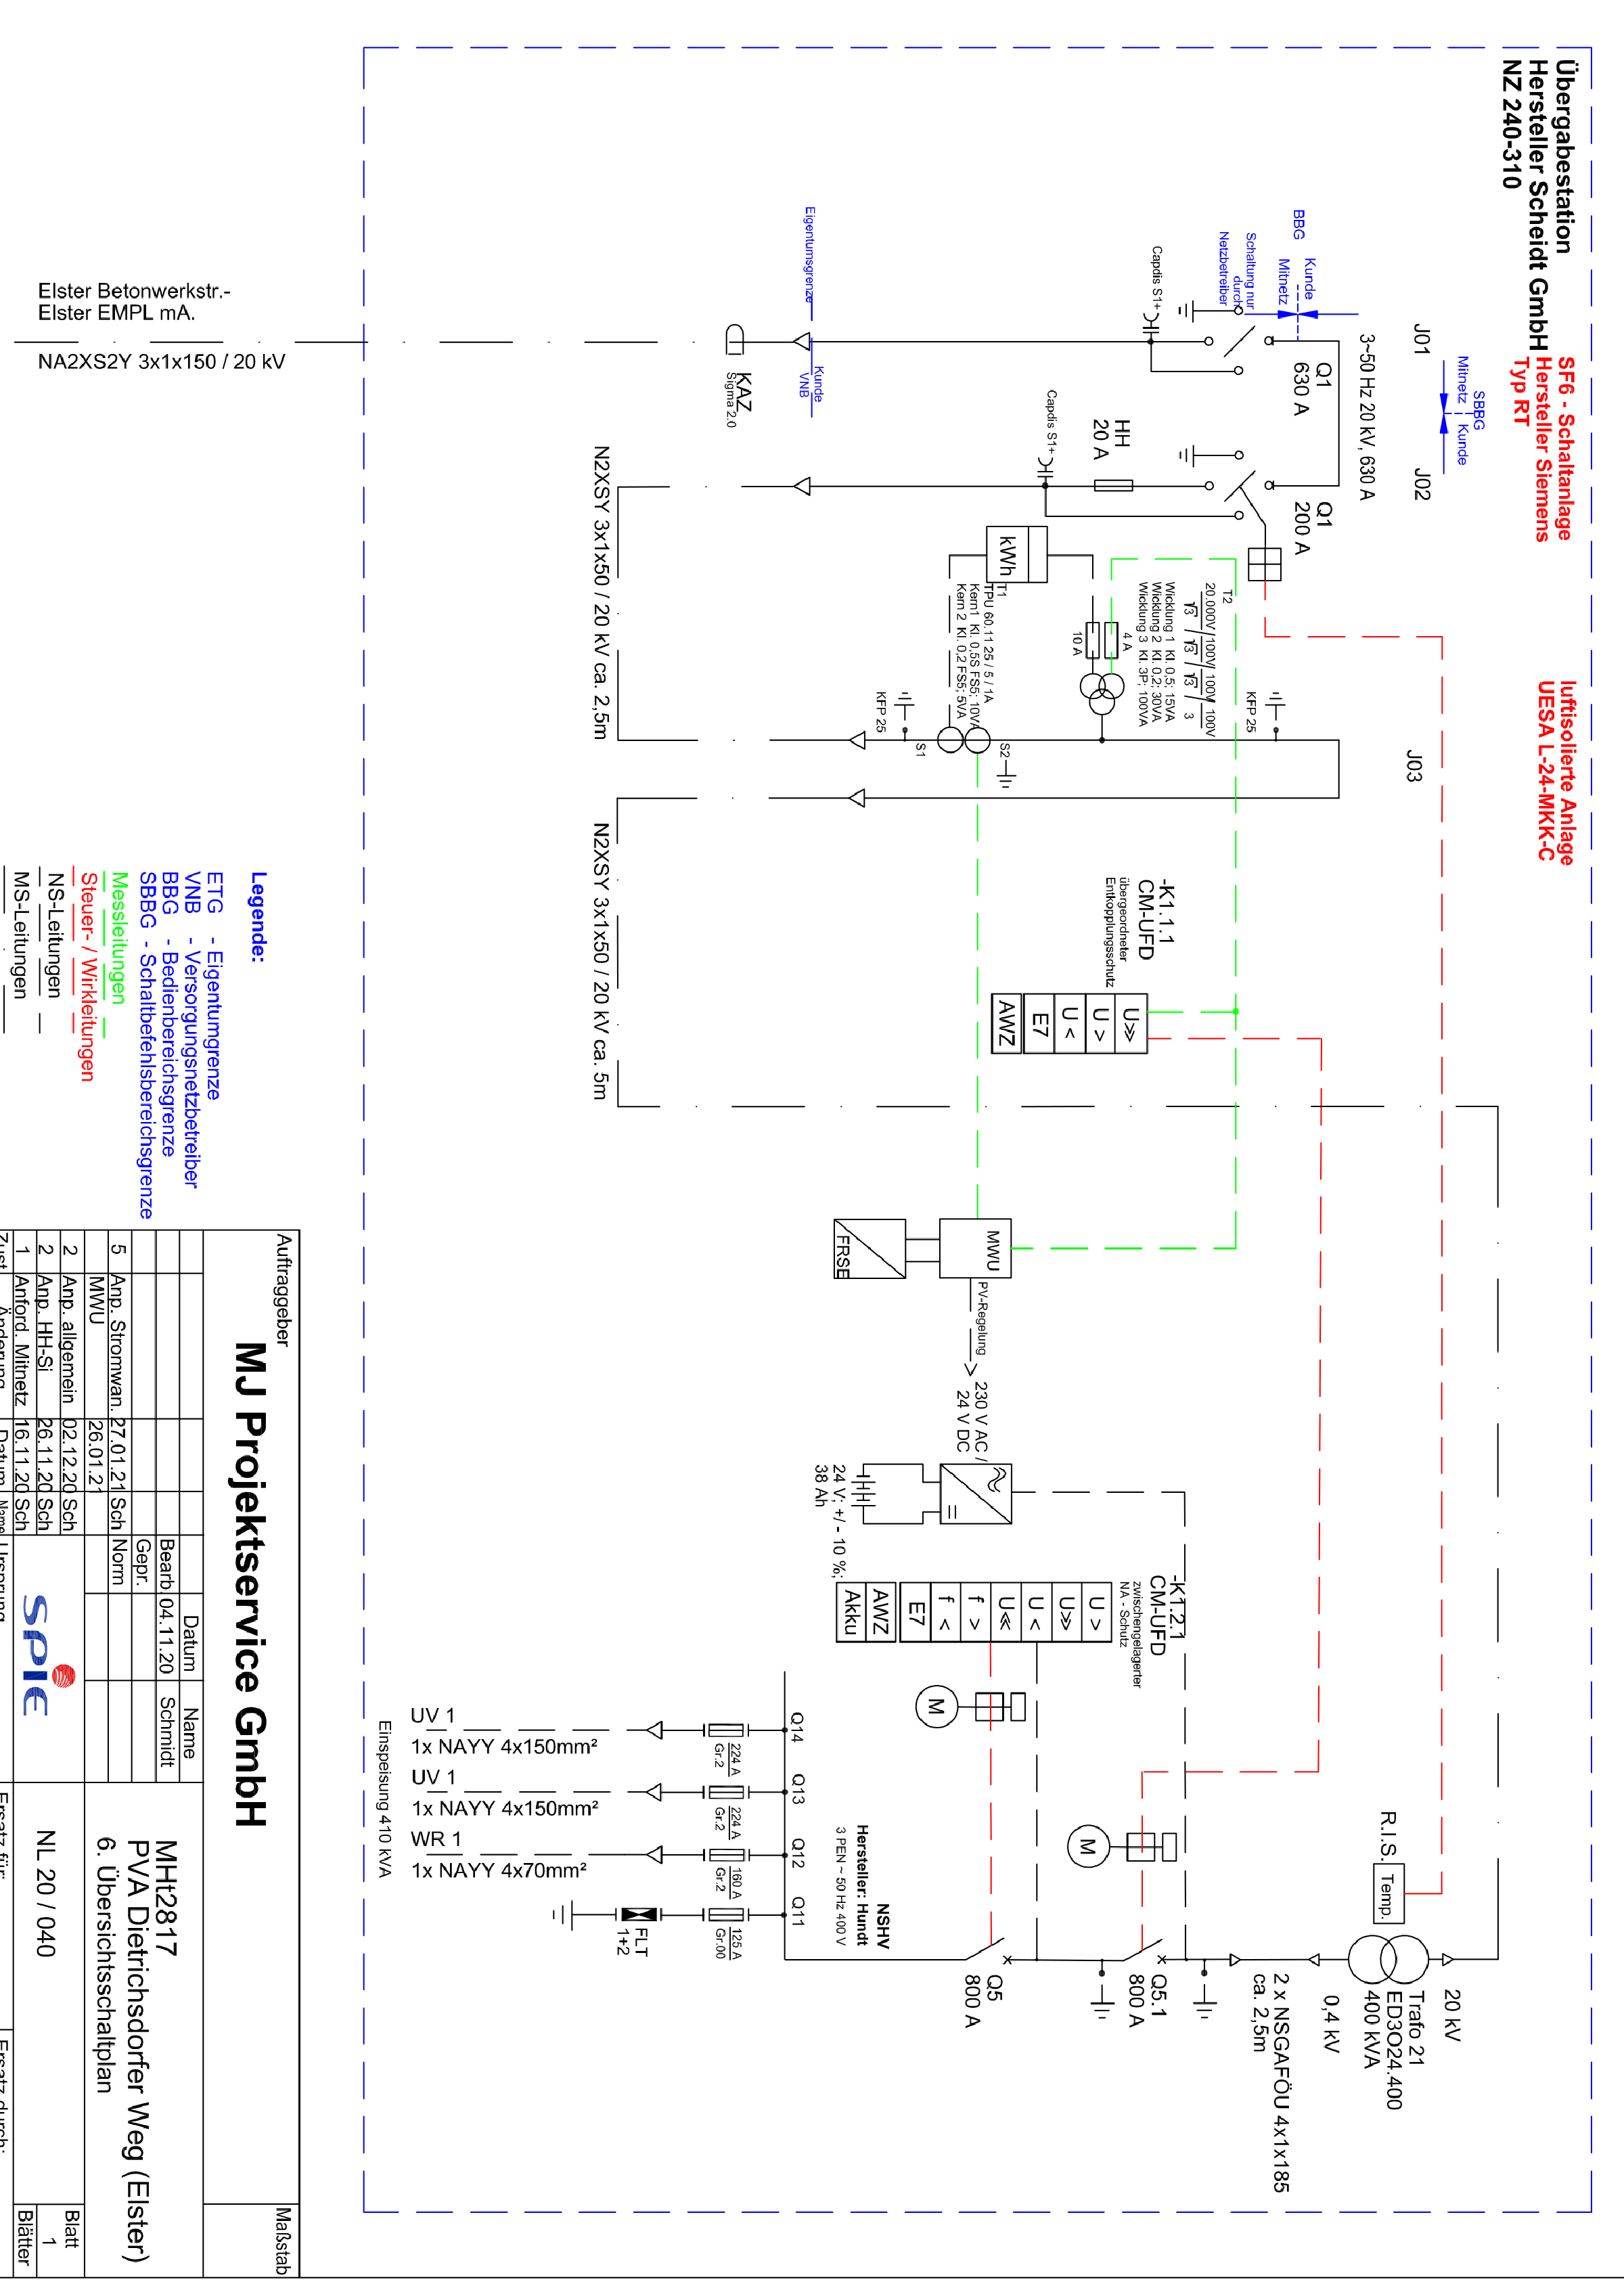 Übergabestation
Hersteller Scheidt GmbH
NZ 240-310
SF6 - Schaltanlage
Hersteller Siemens
Typ RT
luftisolierte Anlage
UESA L-24-MKK-C
J01
SBBG
Mitnetz
Kunde
J02
J03
3~50 Hz 20 kV, 630 A
BBG
Kunde
Mitnetz
Schaltung nur
durch
Netzbetreiber
Q1
630 A
Q1
200 A
Capdis S1+
HH
20 A
Capdis S1+
Eigentumsgrenze
Kunde
VNB
KAZ
Sigma 2.0
Elster Betonwerkstr.-
Elster EMPL mA.
NA2XS2Y 3x1x150 / 20 kV
N2XSY 3x1x50 / 20 kV ca. 2,5m
N2XSY 3x1x50 / 20 kV ca. 5m
kWh
T1
TPU 60.11 25 / 5 / 1A
Kern1 Kl. 0,5S FS5; 10VA
Kern 2 Kl. 0,2 FS5; 5VA
T2
20.000V/100V/100V/100V
√3 / √3 / √3 / 3
Wicklung 1 Kl. 0,5; 15VA
Wicklung 2 Kl. 0,2; 30VA
Wicklung 3 Kl. 3P; 100VA
4 A
10 A
KFP 25
KFP 25
S1
S2
-K1.1.1
CM-UFD
übergeordneter
Entkopplungsschutz
U>>
U >
U <
E7
AWZ
MWU
FRSE
PV-Regelung
230 V AC /
24 V DC
24 V; +/ - 10 %;
38 Ah
-K1.2.1
CM-UFD
zwischengelagerter
NA - Schutz
U >
U>>
U <
U<<
f >
f <
E7
AWZ
Akku
M
M
R.I.S.
Temp.
20 kV
Trafo 21
ED3O24.400
400 kVA
0,4 kV
2 x NSGAFÖU 4x1x185
ca. 2,5m
Q5.1
800 A
Q5
800 A
NSHV
Hersteller: Hundt
3 PEN ~ 50 Hz 400 V
Q14
Q13
Q12
Q11
224 A
Gr.2
224 A
Gr.2
160 A
Gr.2
125 A
Gr.00
FLT
1+2
UV 1
1x NAYY 4x150mm²
UV 1
1x NAYY 4x150mm²
WR 1
1x NAYY 4x70mm²
Einspeisung 410 kVA
Legende:
ETG - Eigentumgrenze
VNB - Versorgungsnetzbetreiber
BBG - Bedienbereichsgrenze
SBBG - Schaltbefehlsbereichsgrenze
Messleitungen
Steuer- / Wirkleitungen
NS-Leitungen
MS-Leitungen
Auftraggeber
MJ Projektservice GmbH
Maßstab
Datum Name
Bearb. 04.11.20 Schmidt
Gepr.
5 Anp. Stromwan. 27.01.21 Sch Norm
MWU 26.01.21
2 Anp. allgemein 02.12.20 Sch
2 Anp. HH-Si 26.11.20 Sch
1 Anford. Mitnetz 16.11.20 Sch
Zust. Änderung Datum Name Ursprung
SPIE
MHt2817
PVA Dietrichsdorfer Weg (Elster)
6. Übersichtsschaltplan
NL 20 / 040
Blatt
1
Blätter
Ersatz für:
Ersatz durch: